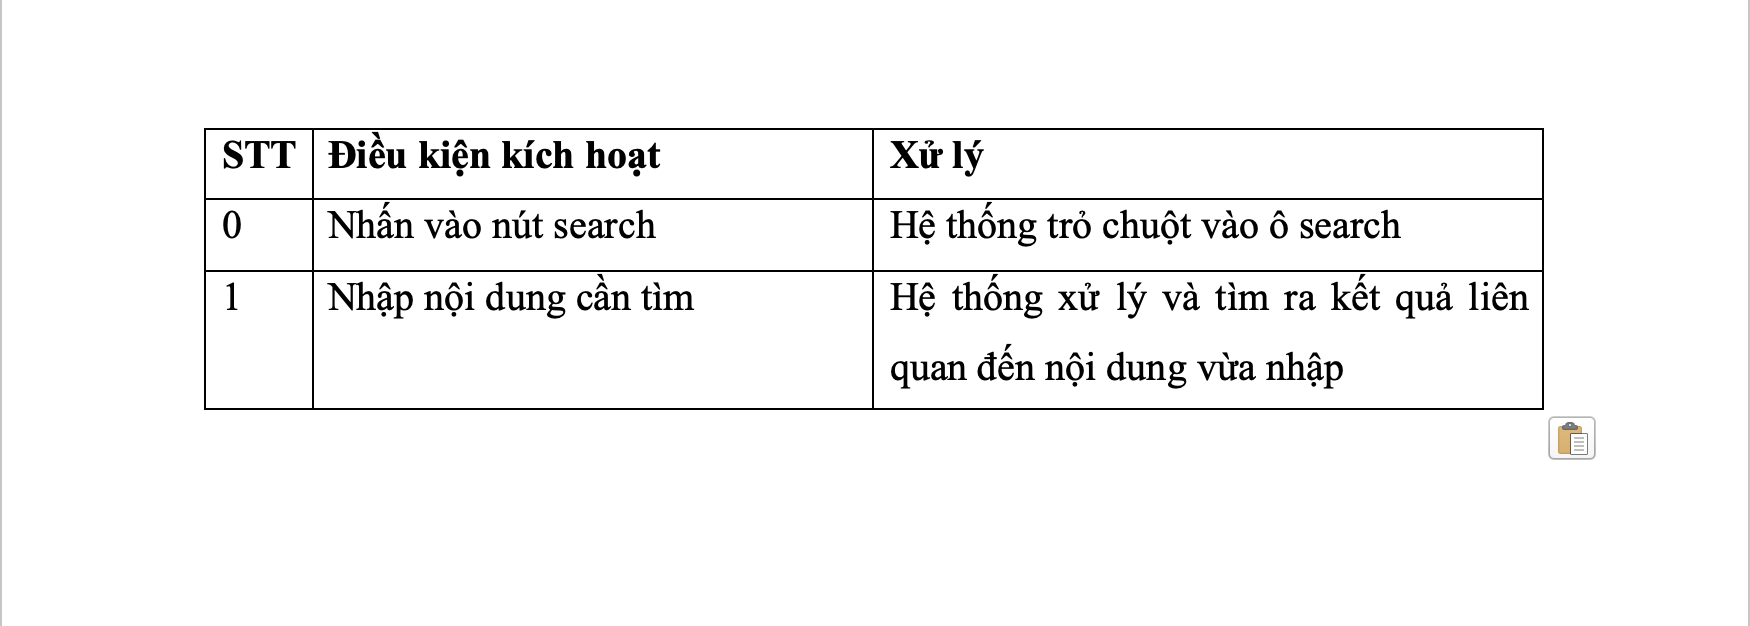 STT Điều kiện kích hoạt Xử lý
0 Nhấn vào nút search Hệ thống trỏ chuột vào ô search
1 Nhập nội dung cần tìm Hệ thống xử lý và tìm ra kết quả liên
quan đến nội dung vừa nhập